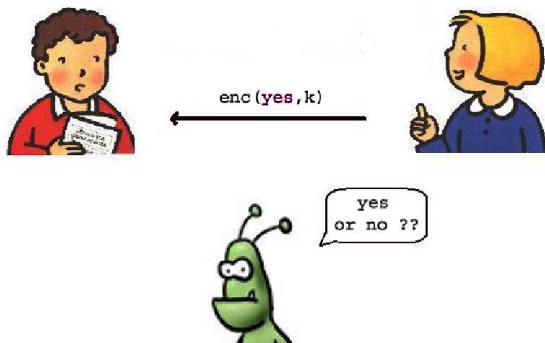 enc(yes,k)
yes
or no ??